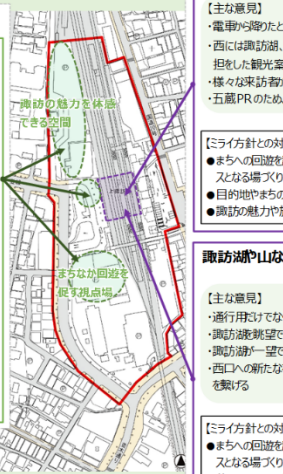 諏訪の魅力を体感
できる空間
まちなか回遊を
促す視点場
【主な意見】
・電車から降りたと
・西には諏訪湖、
担をした観光案
・様々な来訪者が
・五蔵PRのため
【ミライ方針との対
●まちへの回遊を
スとなる場づくり
●目的地やまちの
●諏訪の魅力や
諏訪湖や山な
【主な意見】
・通行用だけでな
・諏訪湖を眺望で
・諏訪湖が一望で
・西口への新たな
を繋げる
【ミライ方針との対
●まちへの回遊を
スとなる場づくり